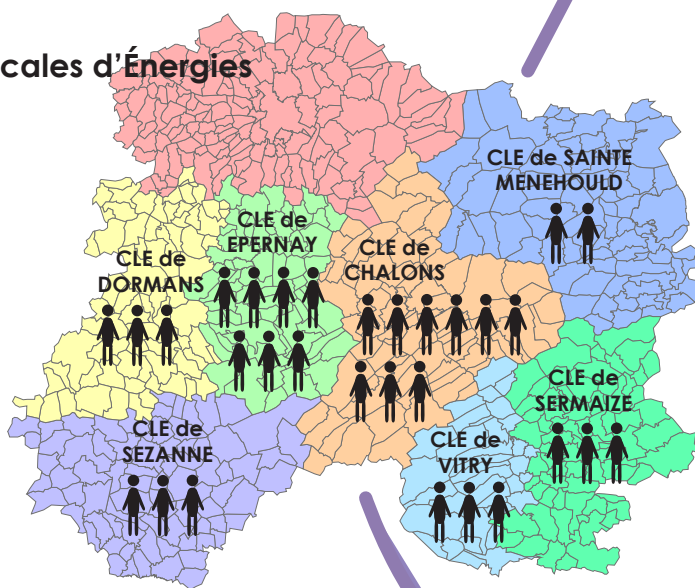 cales d'Énergies
CLE de SAINTE
MENEHOULD
CLE de
EPERNAY
CLE de
CHALONS
CLE de
DORMANS
CLE de
SERMAIZE
CLE de
SEZANNE
CLE de
VITRY